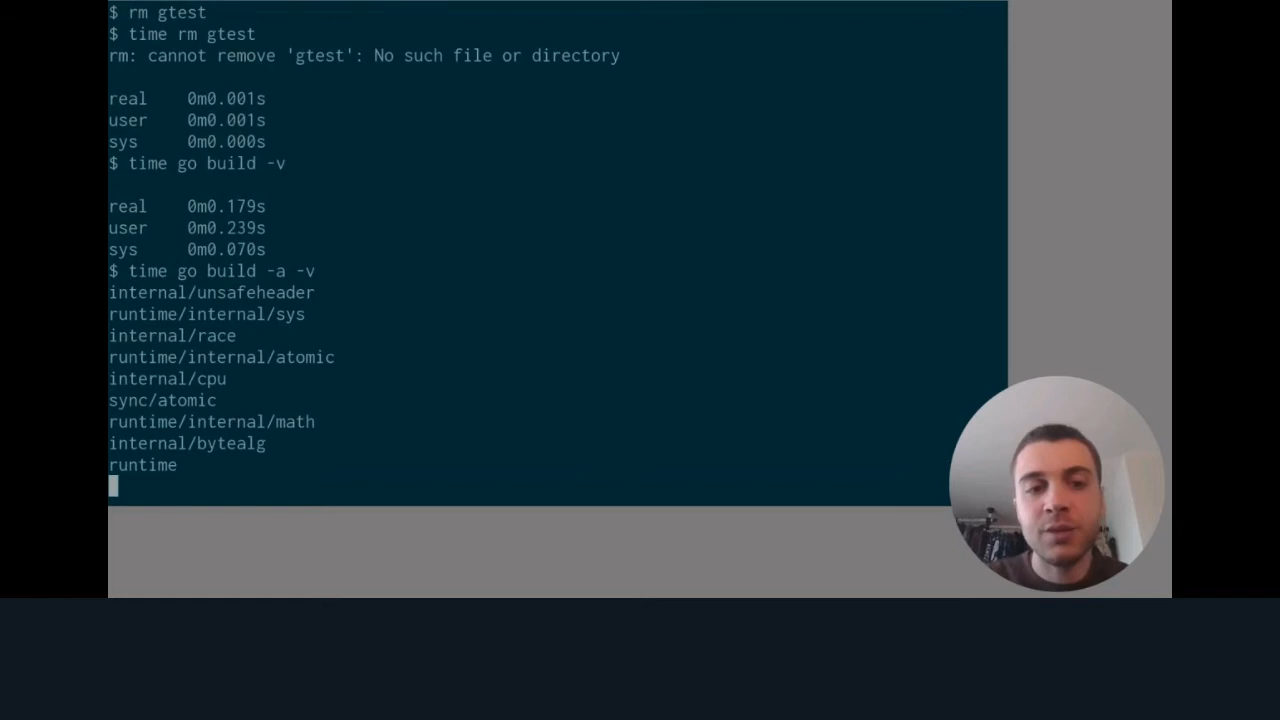 $ rm gtest
$ time rm gtest
rm: cannot remove 'gtest': No such file or directory
real 0m0.001s
user 0m0.001s
sys 0m0.000s
$ time go build -v
real 0m0.179s
user 0m0.239s
sys 0m0.070s
$ time go build -a -v
internal/unsafeheader
runtime/internal/sys
internal/race
runtime/internal/atomic
internal/cpu
sync/atomic
runtime/internal/math
internal/bytealg
runtime